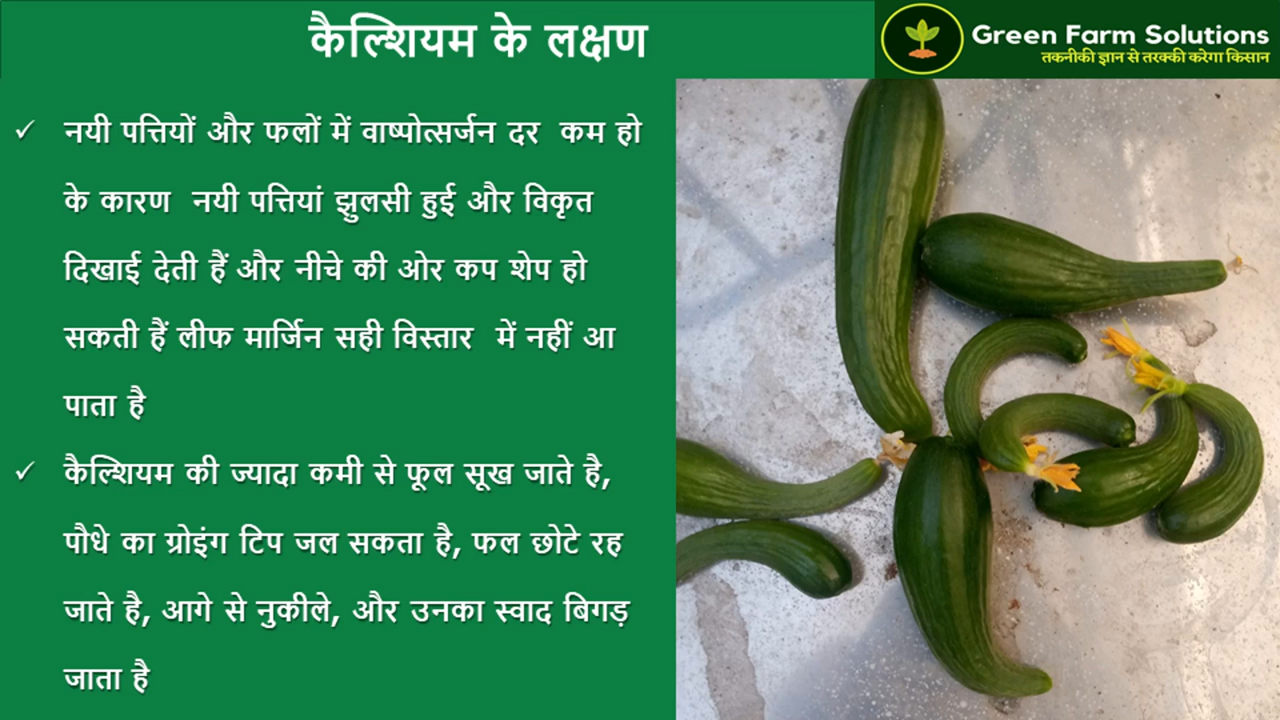 कैल्शियम के लक्षण
Green Farm Solutions
तकनीकी ज्ञान से तरक्की करेगा किसान
✓ नयी पत्तियों और फलों में वाष्पोत्सर्जन दर कम हो
के कारण नयी पत्तियां झुलसी हुई और विकृत
दिखाई देती हैं और नीचे की ओर कप शेप हो
सकती हैं लीफ मार्जिन सही विस्तार में नहीं आ
पाता है
✓ कैल्शियम की ज्यादा कमी से फूल सूख जाते है,
पौधे का ग्रोइंग टिप जल सकता है, फल छोटे रह
जाते है, आगे से नुकीले, और उनका स्वाद बिगड़
जाता है